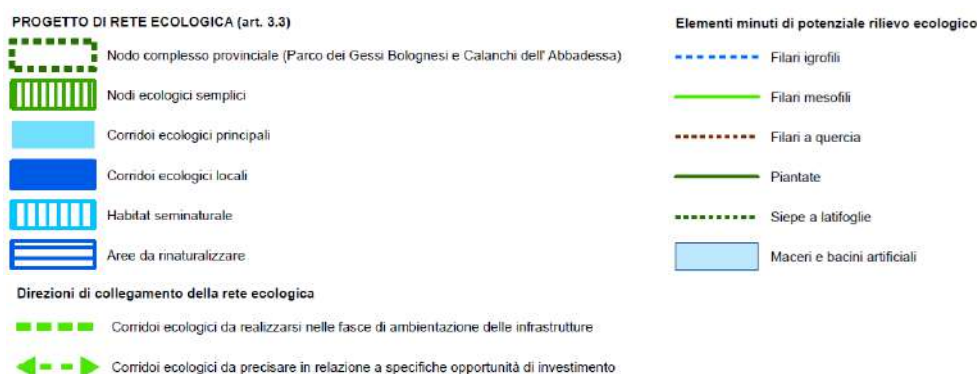 PROGETTO DI RETE ECOLOGICA (art. 3.3)
Nodo complesso provinciale (Parco dei Gessi Bolognesi e Calanchi dell' Abbadessa)
Nodi ecologici semplici
Corridoi ecologici principali
Corridoi ecologici locali
Habitat seminaturale
Aree da rinaturalizzare
Direzioni di collegamento della rete ecologica
Corridoi ecologici da realizzarsi nelle fasce di ambientazione delle infrastrutture
Corridoi ecologici da precisare in relazione a specifiche opportunità di investimento
Elementi minuti di potenziale rilievo ecologico
Filari igrofili
Filari mesofili
Filari a quercia
Piantate
Siepe a latifoglie
Maceri e bacini artificiali